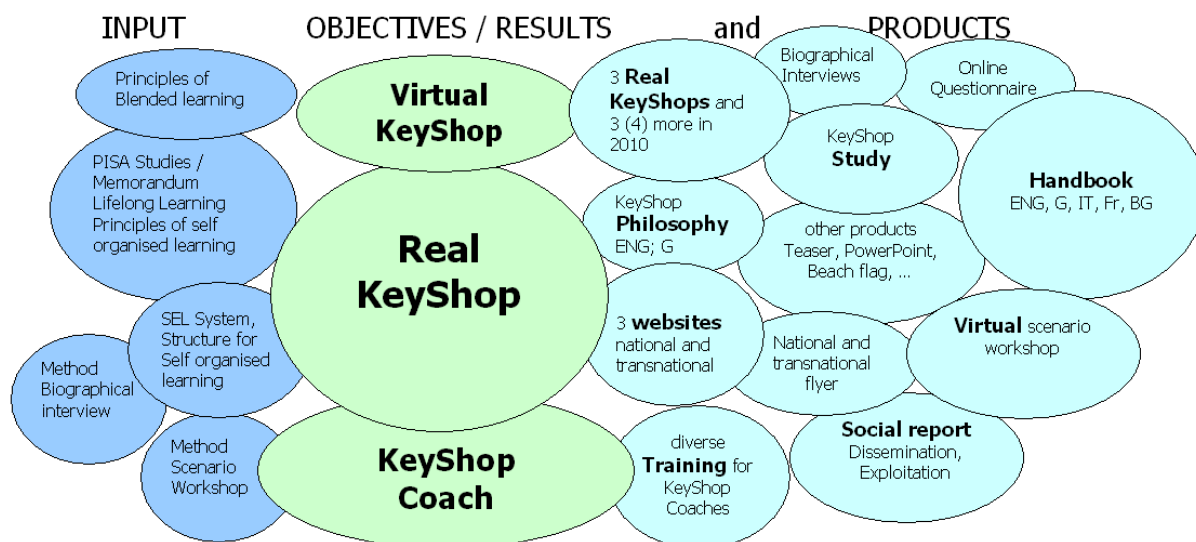 INPUT OBJECTIVES / RESULTS and PRODUCTS
Principles of
Blended learning
PISA Studies /
Memorandum
Lifelong Learning
Principles of self
organised learning
SEL System,
Structure for
Self organised
learning
Method
Biographical
interview
Method
Scenario
Workshop
Virtual
KeyShop
Real
KeyShop
KeyShop
Coach
3 Real
KeyShops and
3 (4) more in
2010
Biographical
Interviews
Online
Questionnaire
KeyShop
Study
Handbook
ENG, G, IT, Fr, BG
KeyShop
Philosophy
ENG; G
other products
Teaser, PowerPoint,
Beach flag, ...
3 websites
national and
transnational
National and
transnational
flyer
Virtual scenario
workshop
diverse
Training for
KeyShop
Coaches
Social report
Dissemination,
Exploitation